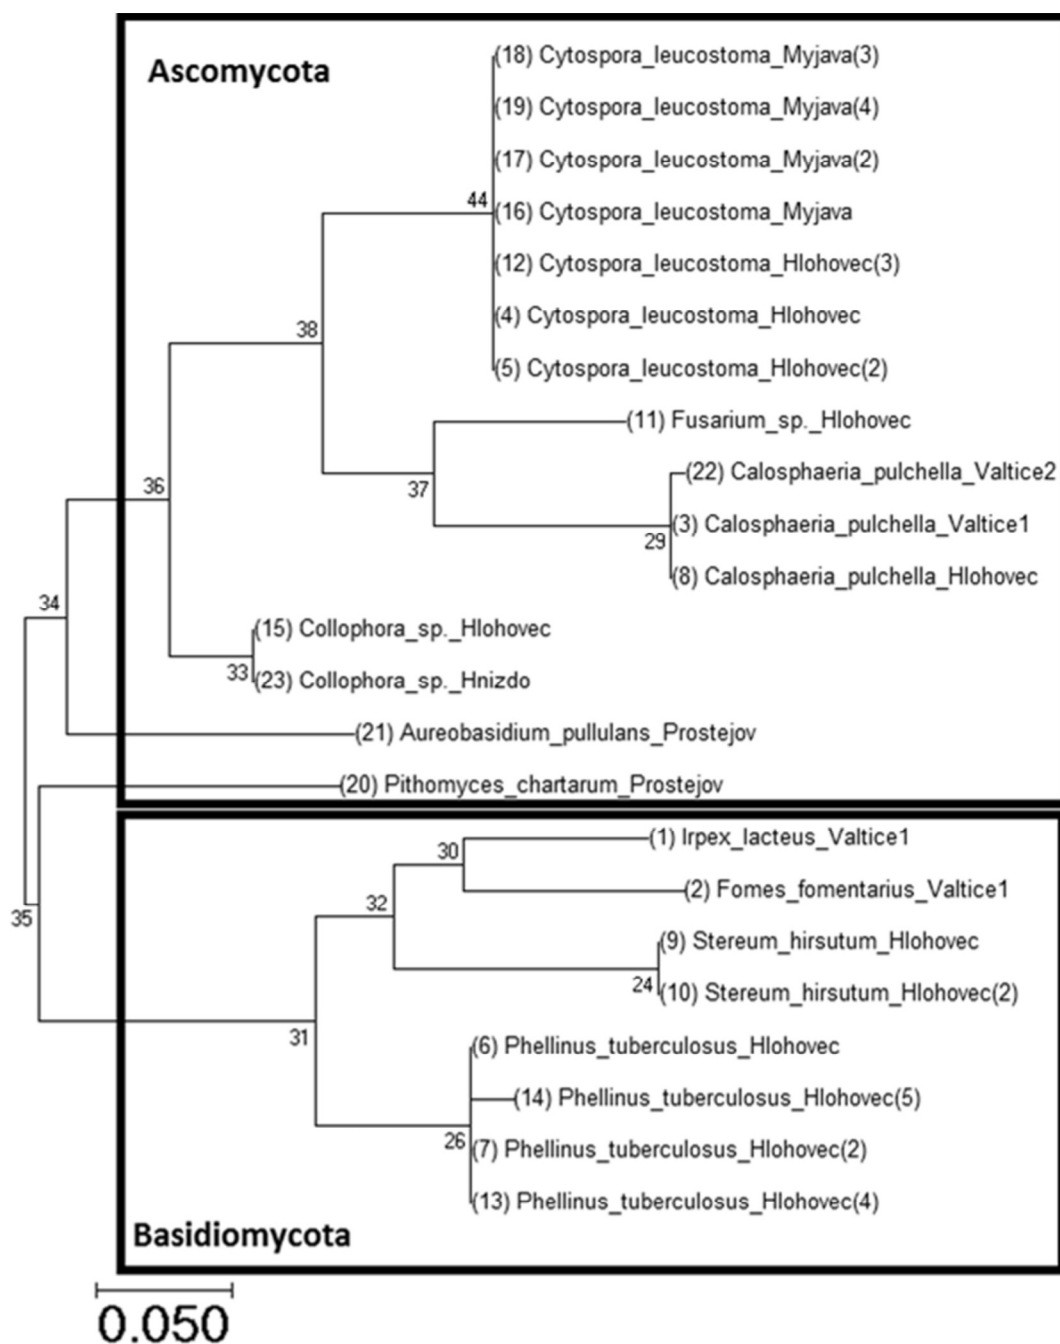 Ascomycota
(18) Cytospora_leucostoma_Myjava(3)
(19) Cytospora_leucostoma_Myjava(4)
(17) Cytospora_leucostoma_Myjava(2)
44
(16) Cytospora_leucostoma_Myjava
(12) Cytospora_leucostoma_Hlohovec(3)
(4) Cytospora_leucostoma_Hlohovec
38
(5) Cytospora_leucostoma_Hlohovec(2)
(11) Fusarium_sp._Hlohovec
(22) Calosphaeria_pulchella_Valtice2
36
37
(3) Calosphaeria_pulchella_Valtice1
29
(8) Calosphaeria_pulchella_Hlohovec
34
(15) Collophora_sp._Hlohovec
33
(23) Collophora_sp._Hnizdo
(21) Aureobasidium_pullulans_Prostejov
(20) Pithomyces_chartarum_Prostejov
(1) Irpex_lacteus_Valtice1
30
(2) Fomes_fomentarius_Valtice1
32
35
(9) Stereum_hirsutum_Hlohovec
24
(10) Stereum_hirsutum_Hlohovec(2)
31
(6) Phellinus_tuberculosus_Hlohovec
(14) Phellinus_tuberculosus_Hlohovec(5)
26
(7) Phellinus_tuberculosus_Hlohovec(2)
(13) Phellinus_tuberculosus_Hlohovec(4)
Basidiomycota
0.050